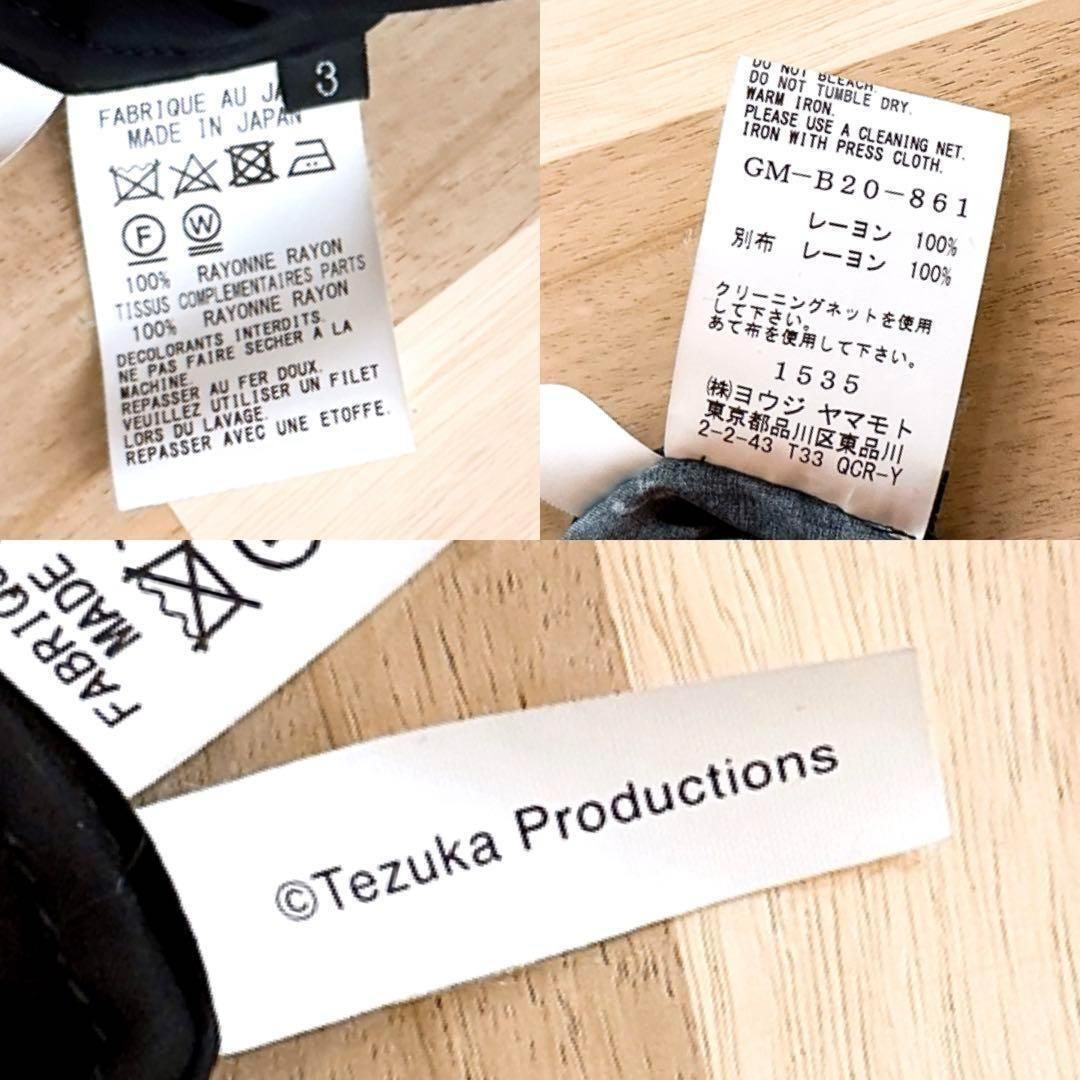 3
FABRIQUE AU JA
MADE IN JAPAN
F W
100% RAYONNE RAYON
TISSUS COMPLEMENTAIRES PARTS
100% RAYONNE RAYON
DECOLORANTS INTERDITS.
NE PAS FAIRE SECHER A LA
MACHINE.
REPASSER AU FER DOUX.
VEUILLEZ UTILISER UN FILET
LORS DU LAVAGE.
REPASSER AVEC UNE ETOFFE.
DO NOT BLEACH.
DO NOT TUMBLE DRY.
WARM IRON.
PLEASE USE A CLEANING NET.
IRON WITH PRESS CLOTH.
GM-B20-861
レーヨン 100%
別布 レーヨン 100%
クリーニングネットを使用
して下さい。
あて布を使用して下さい。
1535
㈱ヨウジ ヤマモト
東京都品川区東品川
2-2-43 T33 QCR-Y
FABRIQU
MADE
©Tezuka Productions